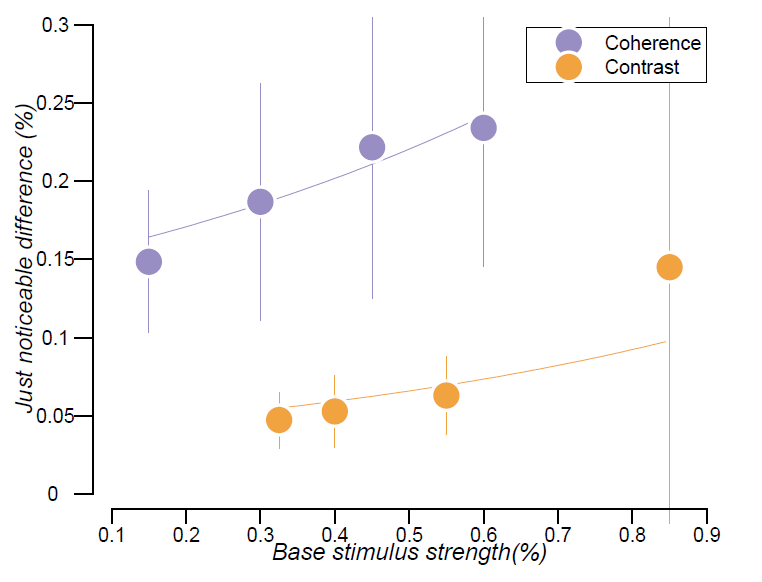 0.3
0.25
0.2
0.15
0.1
0.05
0
Just noticeable difference (%)
Coherence
Contrast
0.1 0.2 0.3 0.4 0.5 0.6 0.7 0.8 0.9
Base stimulus strength(%)